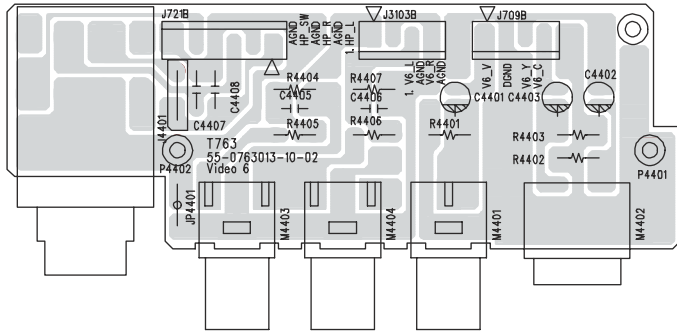 J721B
AGND
HP_SW
AGND
HP_R
AGND
1. HP_L
J3103B
1. V6_L
AGND
V6_R
AGND
J709B
V6_V
DGND
V6_Y
V6_C
C4402
R4404
R4407
C4405
C4406
C4401
C4403
C4408
C4407
R4405
R4406
R4401
R4403
R4402
J4401
T763
55-0763013-10-02
Video 6
P4402
P4401
JP4401
M4403
M4404
M4401
M4402